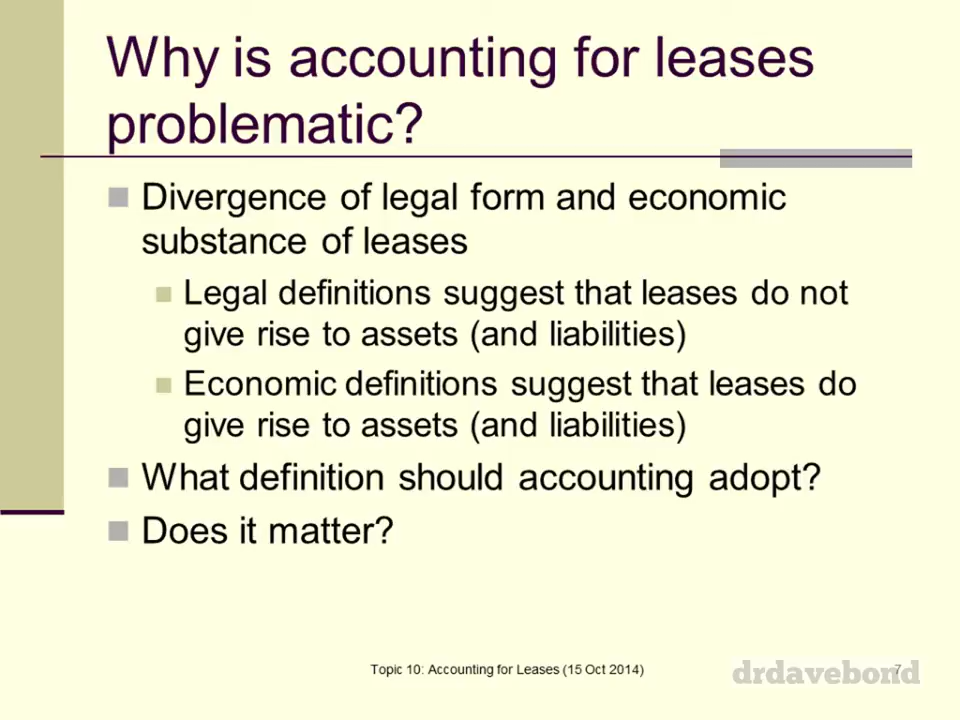 Why is accounting for leases
problematic?
Divergence of legal form and economic
substance of leases
Legal definitions suggest that leases do not
give rise to assets (and liabilities)
Economic definitions suggest that leases do
give rise to assets (and liabilities)
What definition should accounting adopt?
Does it matter?
Topic 10: Accounting for Leases (15 Oct 2014)
drdavebond
7